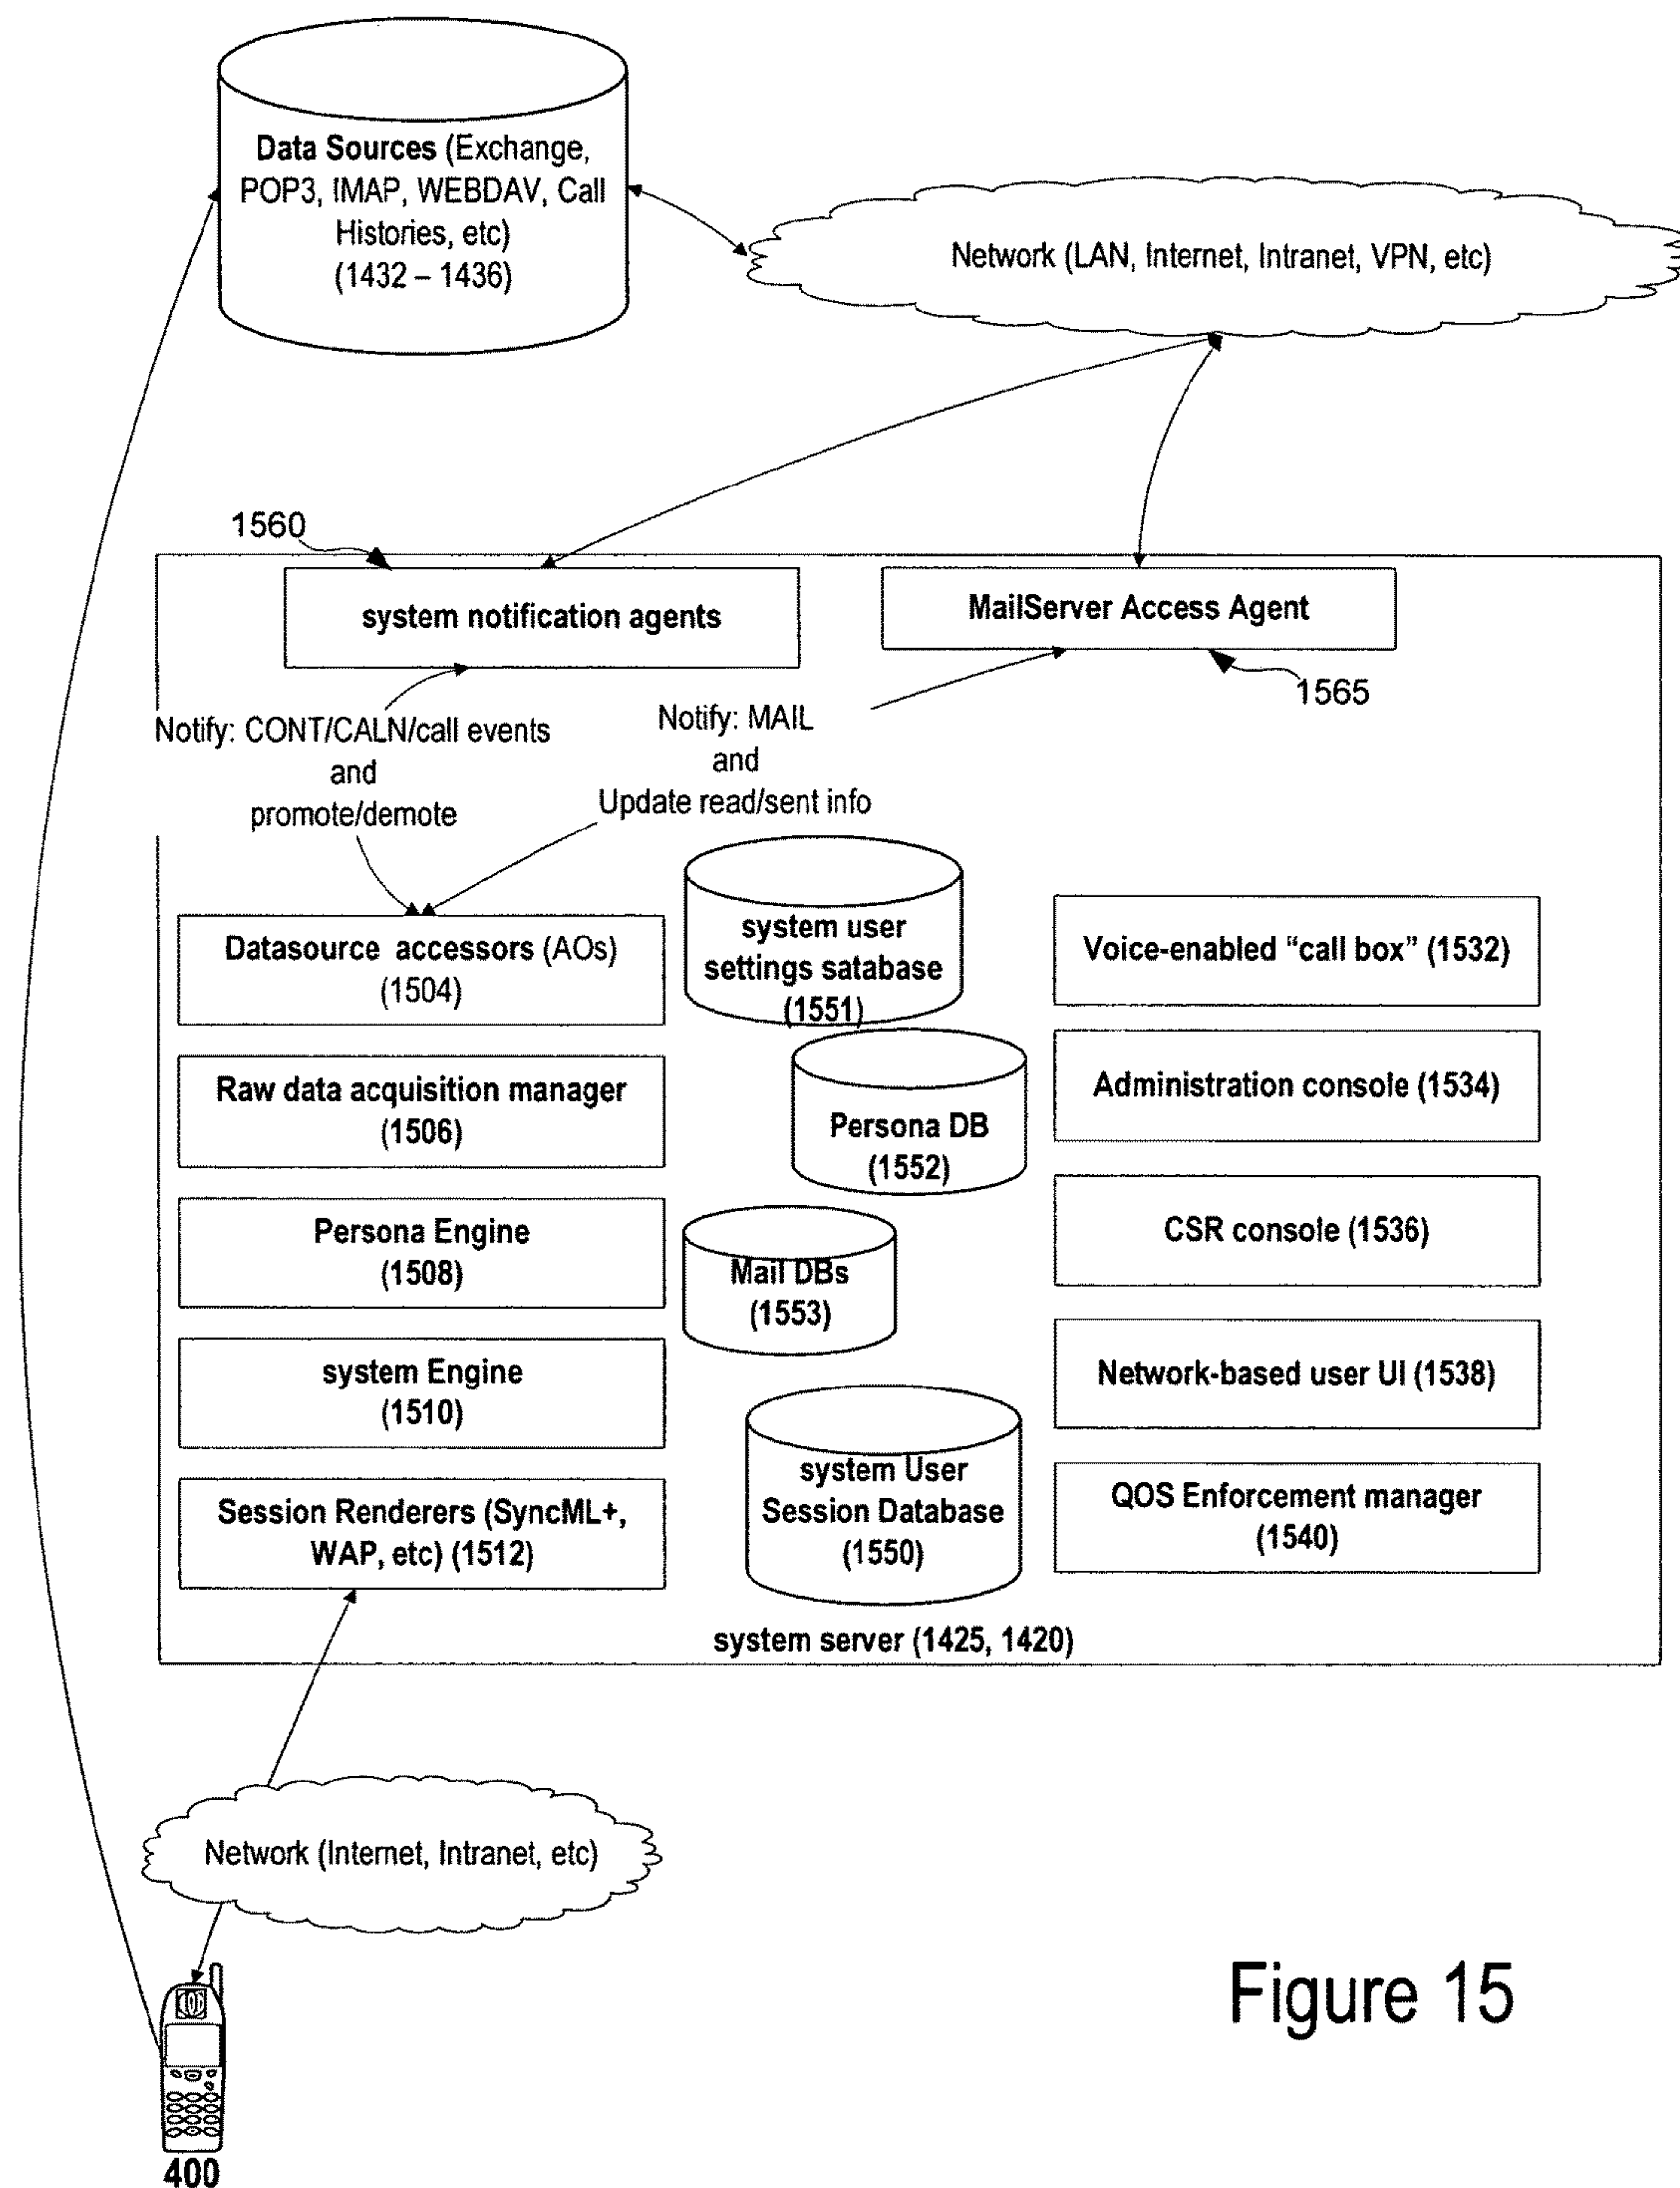 Data Sources (Exchange,
POP3, IMAP, WEBDAV, Call
Histories, etc)
(1432 – 1436)
Network (LAN, Internet, Intranet, VPN, etc)
1560
system notification agents
MailServer Access Agent
1565
Notify: CONT/CALN/call events
and
promote/demote
Notify: MAIL
and
Update read/sent info
Datasource accessors (AOs)
(1504)
Raw data acquisition manager
(1506)
Persona Engine
(1508)
system Engine
(1510)
Session Renderers (SyncML+,
WAP, etc) (1512)
system user
settings satabase
(1551)
Persona DB
(1552)
Mail DBs
(1553)
system User
Session Database
(1550)
Voice-enabled “call box” (1532)
Administration console (1534)
CSR console (1536)
Network-based user UI (1538)
QOS Enforcement manager
(1540)
system server (1425, 1420)
Network (Internet, Intranet, etc)
400
Figure 15